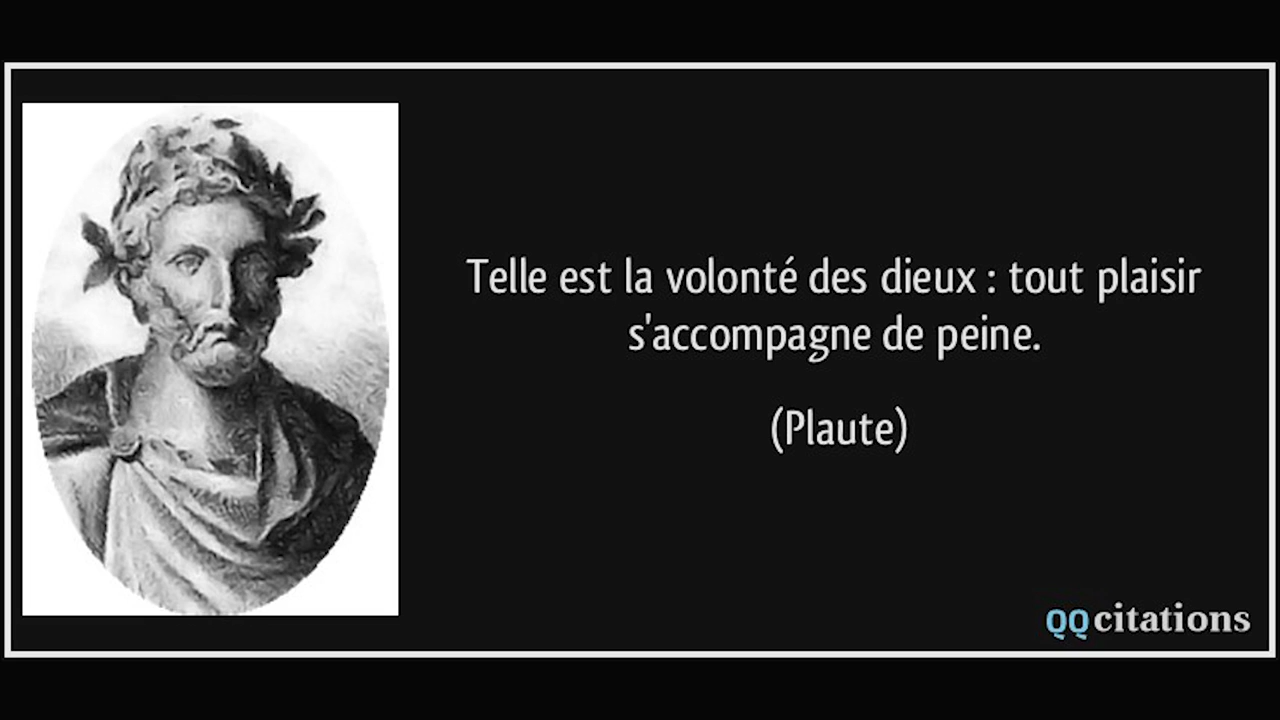 Telle est la volonté des dieux : tout plaisir
s'accompagne de peine.
(Plaute)
QQcitations